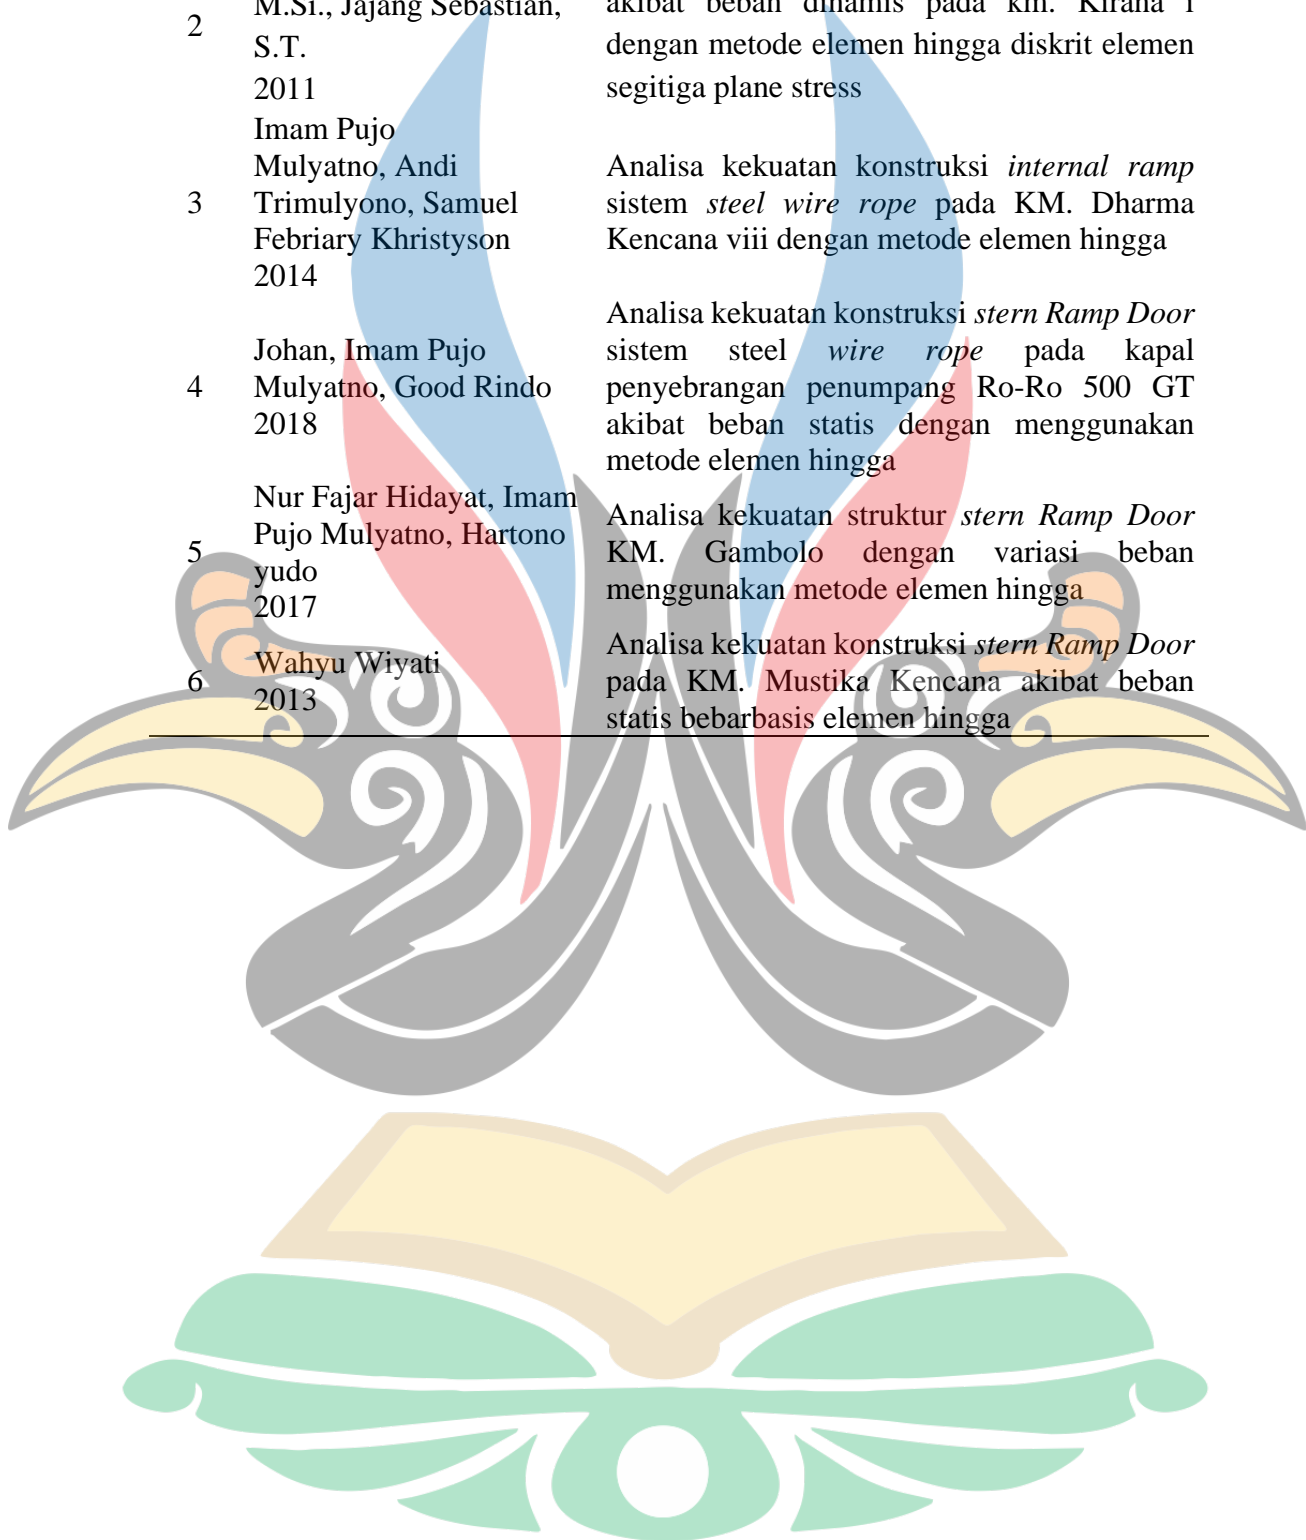 2
M.Si., Jajang Sebastian,
S.T.
2011
akibat beban dinamis pada km. Kirana i
dengan metode elemen hingga diskrit elemen
segitiga plane stress
3
Imam Pujo
Mulyatno, Andi
Trimulyono, Samuel
Febriary Khristyson
2014
Analisa kekuatan konstruksi internal ramp
sistem steel wire rope pada KM. Dharma
Kencana viii dengan metode elemen hingga
4
Johan, Imam Pujo
Mulyatno, Good Rindo
2018
Analisa kekuatan konstruksi stern Ramp Door
sistem steel wire rope pada kapal
penyebrangan penumpang Ro-Ro 500 GT
akibat beban statis dengan menggunakan
metode elemen hingga
5
Nur Fajar Hidayat, Imam
Pujo Mulyatno, Hartono
yudo
2017
Analisa kekuatan struktur stern Ramp Door
KM. Gambolo dengan variasi beban
menggunakan metode elemen hingga
6
Wahyu Wiyati
2013
Analisa kekuatan konstruksi stern Ramp Door
pada KM. Mustika Kencana akibat beban
statis bebarbasis elemen hingga